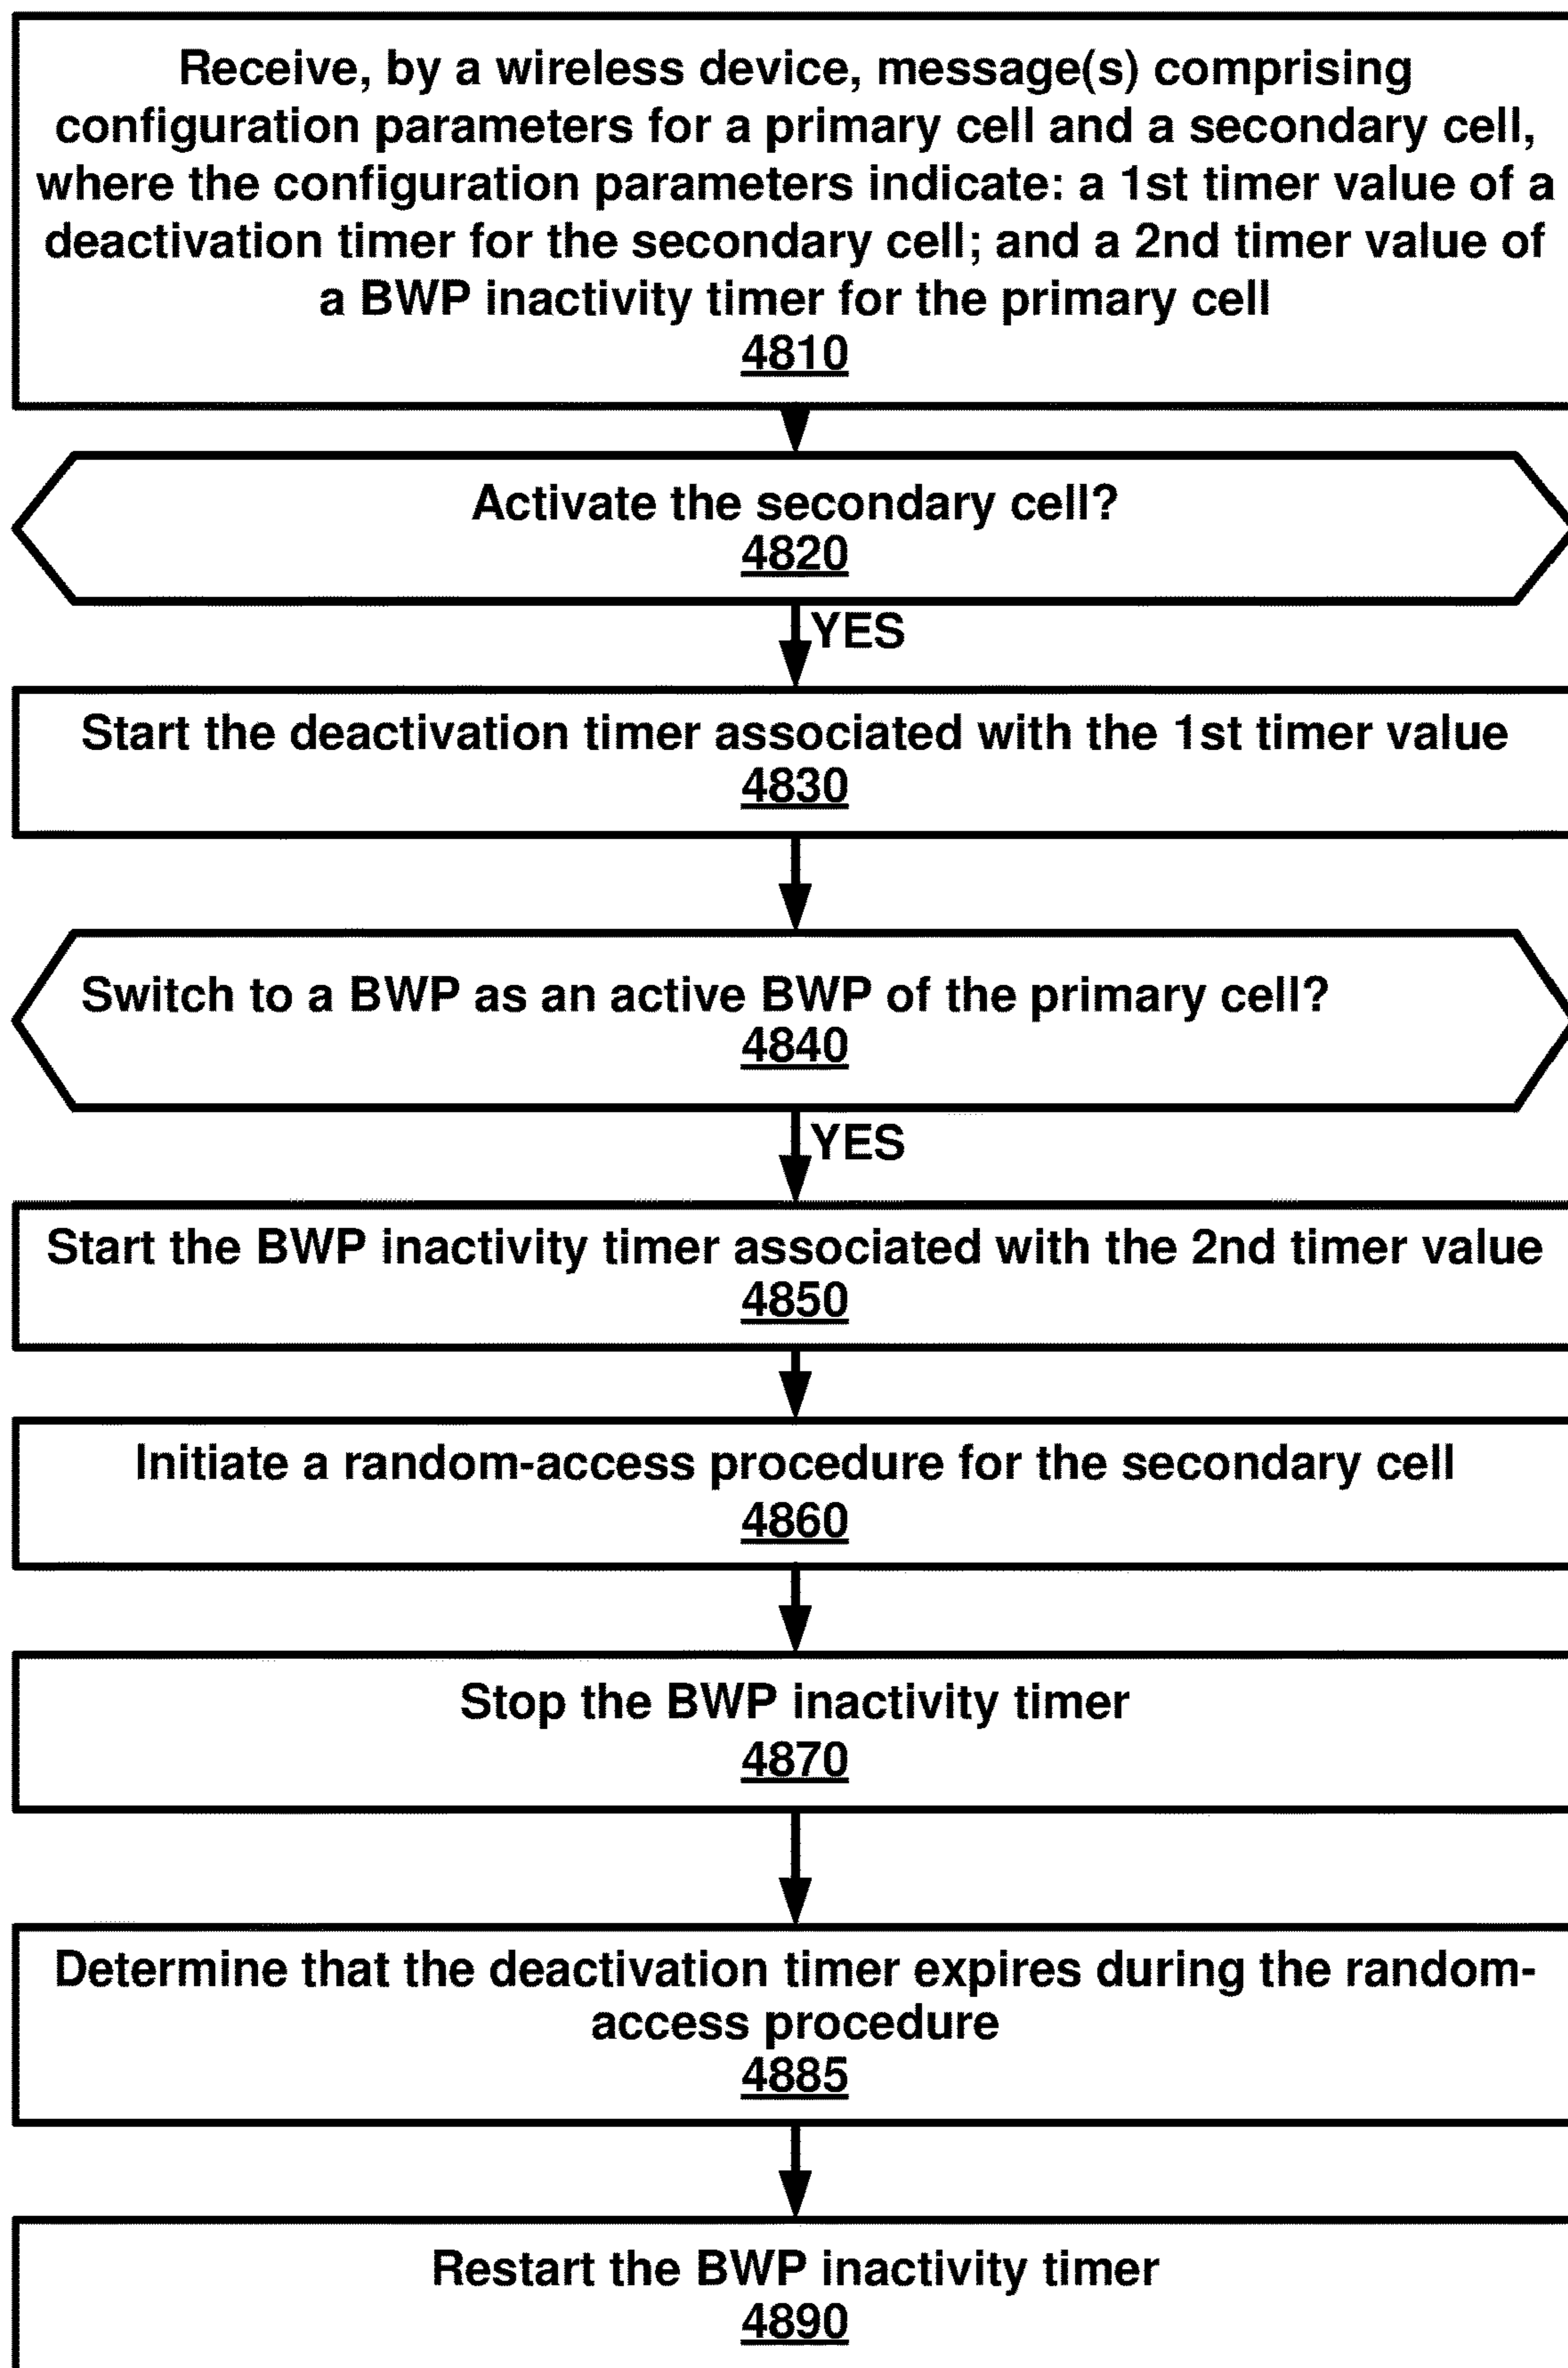 Receive, by a wireless device, message(s) comprising
configuration parameters for a primary cell and a secondary cell,
where the configuration parameters indicate: a 1st timer value of a
deactivation timer for the secondary cell; and a 2nd timer value of
a BWP inactivity timer for the primary cell
4810
Activate the secondary cell?
4820
YES
Start the deactivation timer associated with the 1st timer value
4830
Switch to a BWP as an active BWP of the primary cell?
4840
YES
Start the BWP inactivity timer associated with the 2nd timer value
4850
Initiate a random-access procedure for the secondary cell
4860
Stop the BWP inactivity timer
4870
Determine that the deactivation timer expires during the random-
access procedure
4885
Restart the BWP inactivity timer
4890